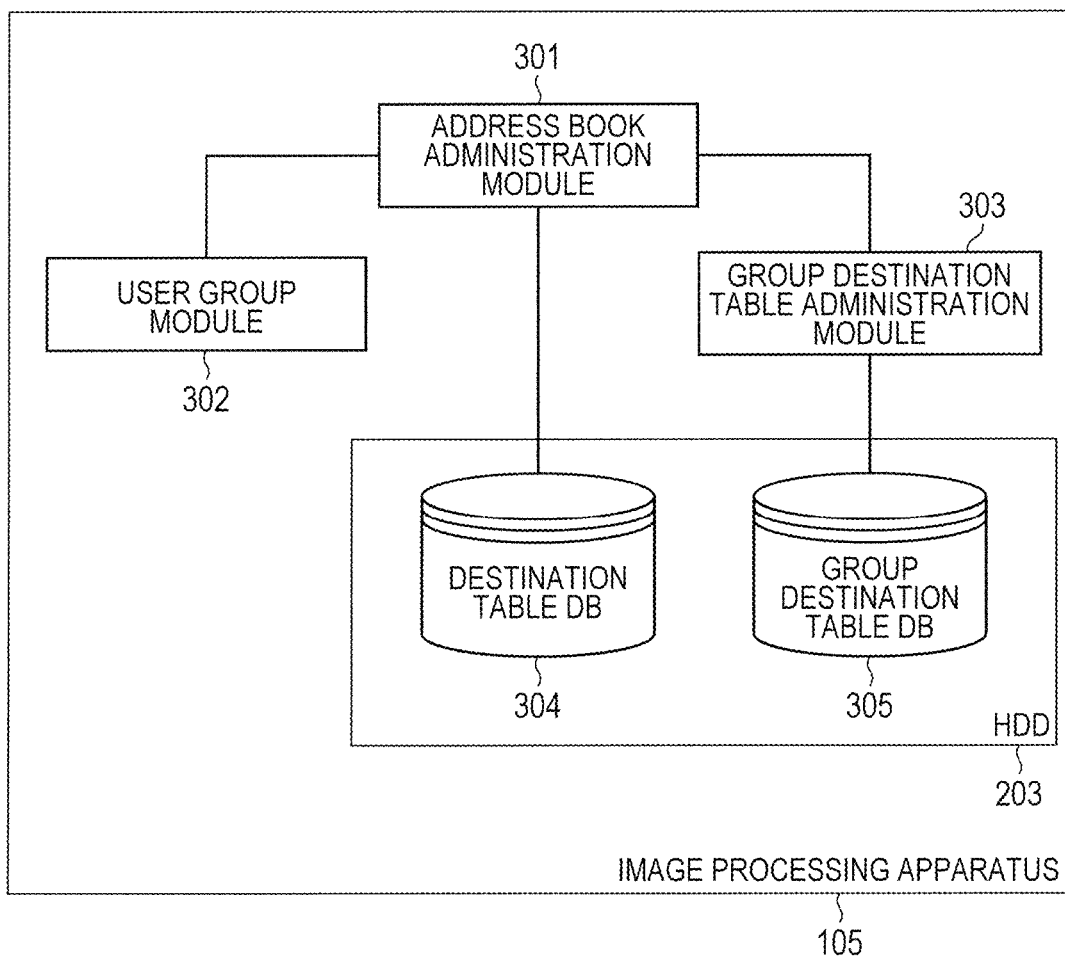 301
ADDRESS BOOK
ADMINISTRATION
MODULE
303
USER GROUP
MODULE
302
GROUP DESTINATION
TABLE ADMINISTRATION
MODULE
DESTINATION
TABLE DB
304
GROUP
DESTINATION
TABLE DB
305
HDD
203
IMAGE PROCESSING APPARATUS
105